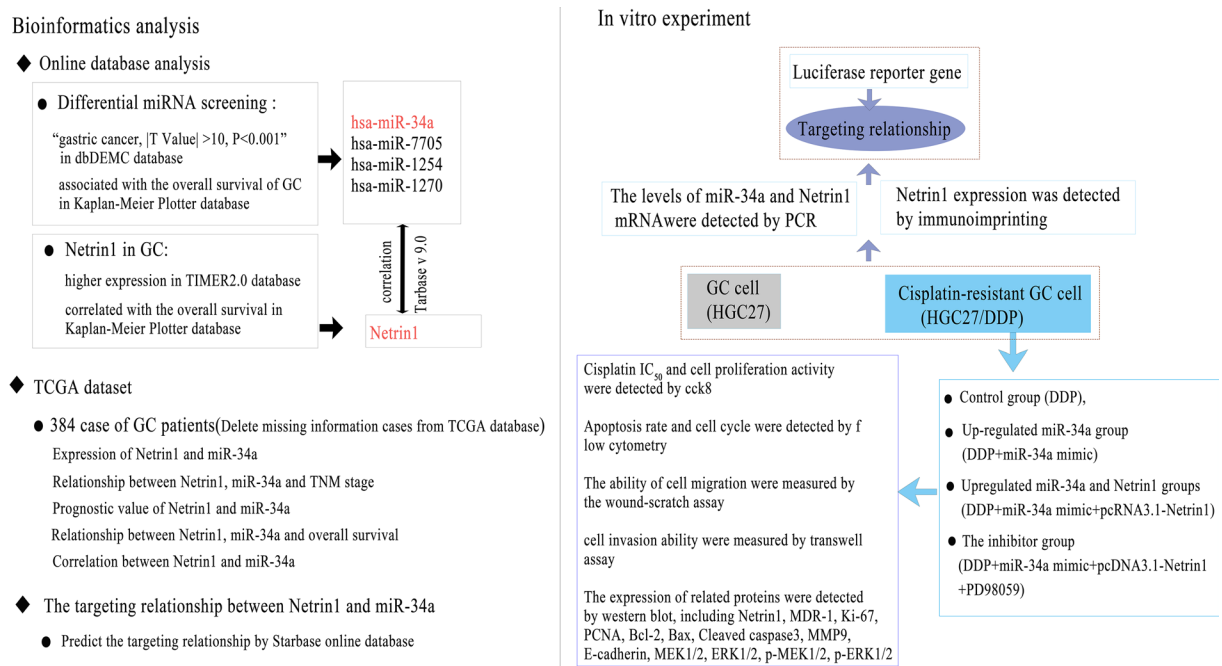 Bioinformatics analysis
◆ Online database analysis
● Differential miRNA screening :
“gastric cancer, |T Value| >10, P<0.001”
in dbDEMC database
associated with the overall survival of GC
in Kaplan-Meier Plotter database
hsa-miR-34a
hsa-miR-7705
hsa-miR-1254
hsa-miR-1270
● Netrin1 in GC:
higher expression in TIMER2.0 database
correlated with the overall survival in
Kaplan-Meier Plotter database
correlation
Tarbase v 9.0
Netrin1
◆ TCGA dataset
● 384 case of GC patients(Delete missing information cases from TCGA database)
Expression of Netrin1 and miR-34a
Relationship between Netrin1, miR-34a and TNM stage
Prognostic value of Netrin1 and miR-34a
Relationship between Netrin1, miR-34a and overall survival
Correlation between Netrin1 and miR-34a
◆ The targeting relationship between Netrin1 and miR-34a
● Predict the targeting relationship by Starbase online database
In vitro experiment
Luciferase reporter gene
Targeting relationship
The levels of miR-34a and Netrin1
mRNAwere detected by PCR
Netrin1 expression was detected
by immunoimprinting
GC cell
(HGC27)
Cisplatin-resistant GC cell
(HGC27/DDP)
● Control group (DDP),
● Up-regulated miR-34a group
(DDP+miR-34a mimic)
● Upregulated miR-34a and Netrin1 groups
(DDP+miR-34a mimic+pcRNA3.1-Netrin1)
● The inhibitor group
(DDP+miR-34a mimic+pcDNA3.1-Netrin1
+PD98059)
Cisplatin IC50 and cell proliferation activity
were detected by cck8
Apoptosis rate and cell cycle were detected by f
low cytometry
The ability of cell migration were measured by
the wound-scratch assay
cell invasion ability were measured by transwell
assay
The expression of related proteins were detected
by western blot, including Netrin1, MDR-1, Ki-67,
PCNA, Bcl-2, Bax, Cleaved caspase3, MMP9,
E-cadherin, MEK1/2, ERK1/2, p-MEK1/2, p-ERK1/2